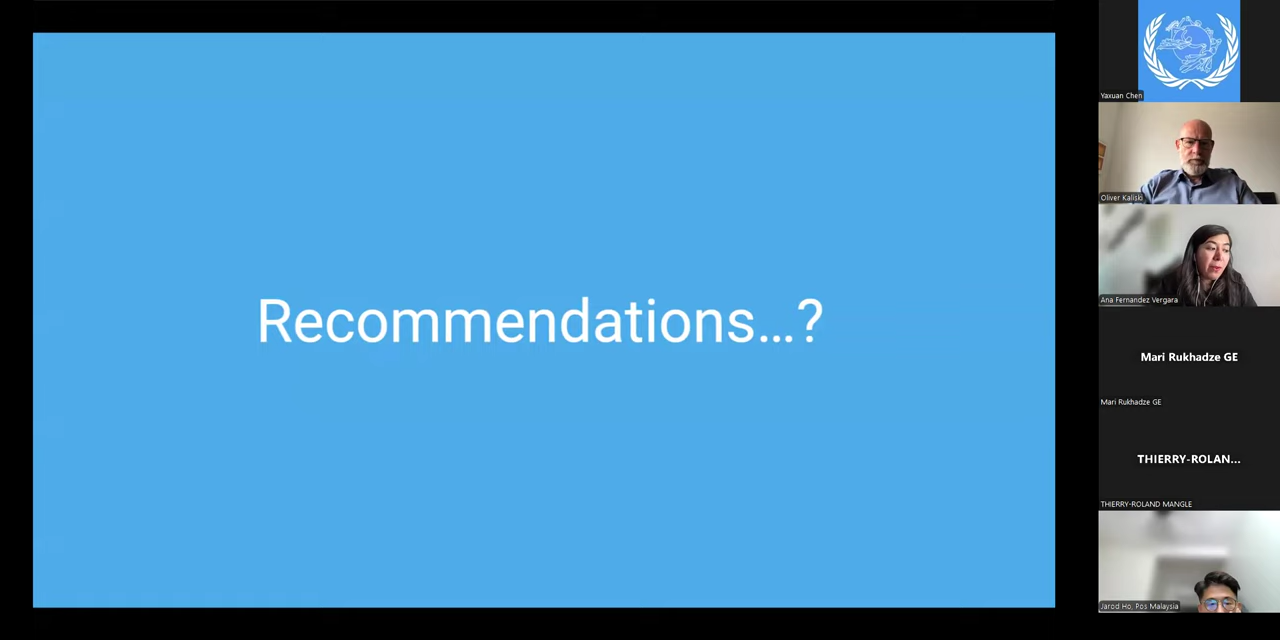 Recommendations...?
Yaxuan Chen
Oliver Kaliski
Ana Fernandez Vergara
Mari Rukhadze GE
Mari Rukhadze GE
THIERRY-ROLAN...
THIERRY-ROLAND MANGLE
Jarod Ho, Pos Malaysia